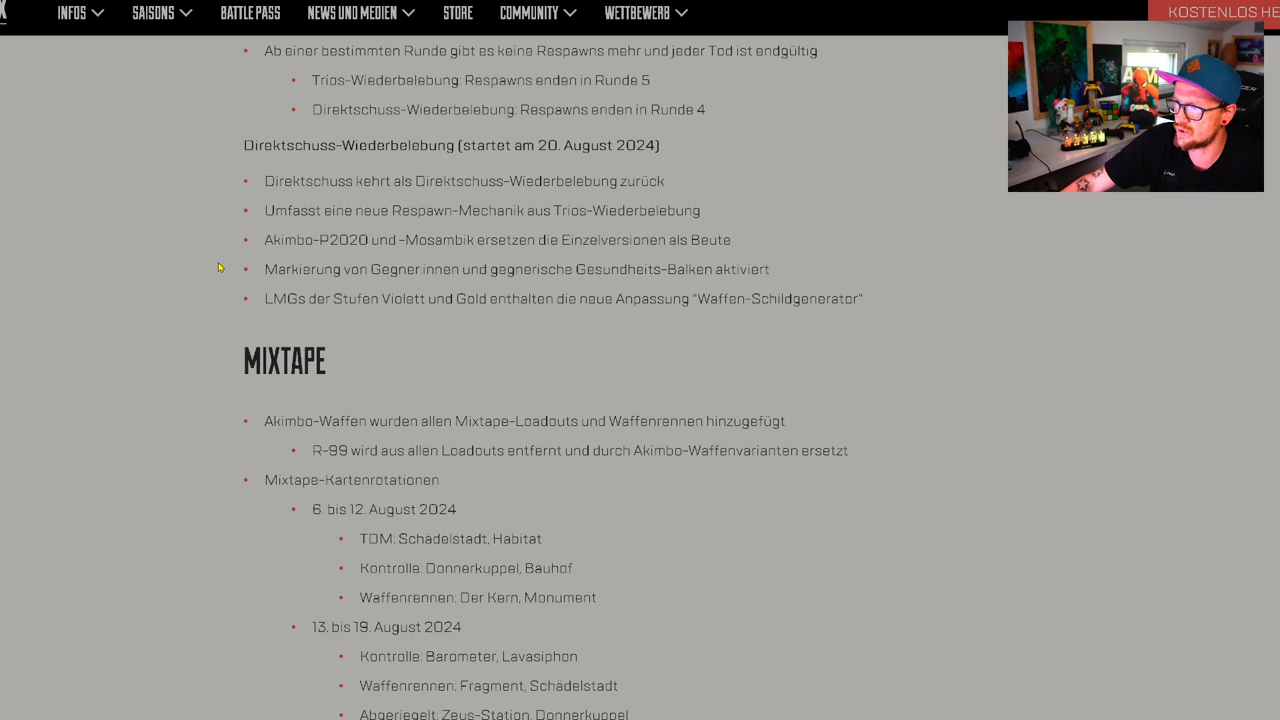 INFOS
SAISONS
BATTLE PASS
NEWS UND MEDIEN
STORE
COMMUNITY
WETTBEWERB
KOSTENLOS HE
Ab einer bestimmten Runde gibt es keine Respawns mehr und jeder Tod ist endgültig
Trios-Wiederbelebung: Respawns enden in Runde 5
Direktschuss-Wiederbelebung: Respawns enden in Runde 4
Direktschuss-Wiederbelebung (startet am 20. August 2024)
Direktschuss kehrt als Direktschuss-Wiederbelebung zurück
Umfasst eine neue Respawn-Mechanik aus Trios-Wiederbelebung
Akimbo-P2020 und -Mosambik ersetzen die Einzelversionen als Beute
Markierung von Gegner:innen und gegnerische Gesundheits-Balken aktiviert
LMGs der Stufen Violett und Gold enthalten die neue Anpassung "Waffen-Schildgenerator"
MIXTAPE
Akimbo-Waffen wurden allen Mixtape-Loadouts und Waffenrennen hinzugefügt
R-99 wird aus allen Loadouts entfernt und durch Akimbo-Waffenvarianten ersetzt
Mixtape-Kartenrotationen
6. bis 12. August 2024
TDM: Schädelstadt, Habitat
Kontrolle: Donnerkuppel, Bauhof
Waffenrennen: Der Kern, Monument
13. bis 19. August 2024
Kontrolle: Barometer, Lavasiphon
Waffenrennen: Fragment, Schädelstadt
Abgeriegelt: Zeus-Station, Donnerkuppel